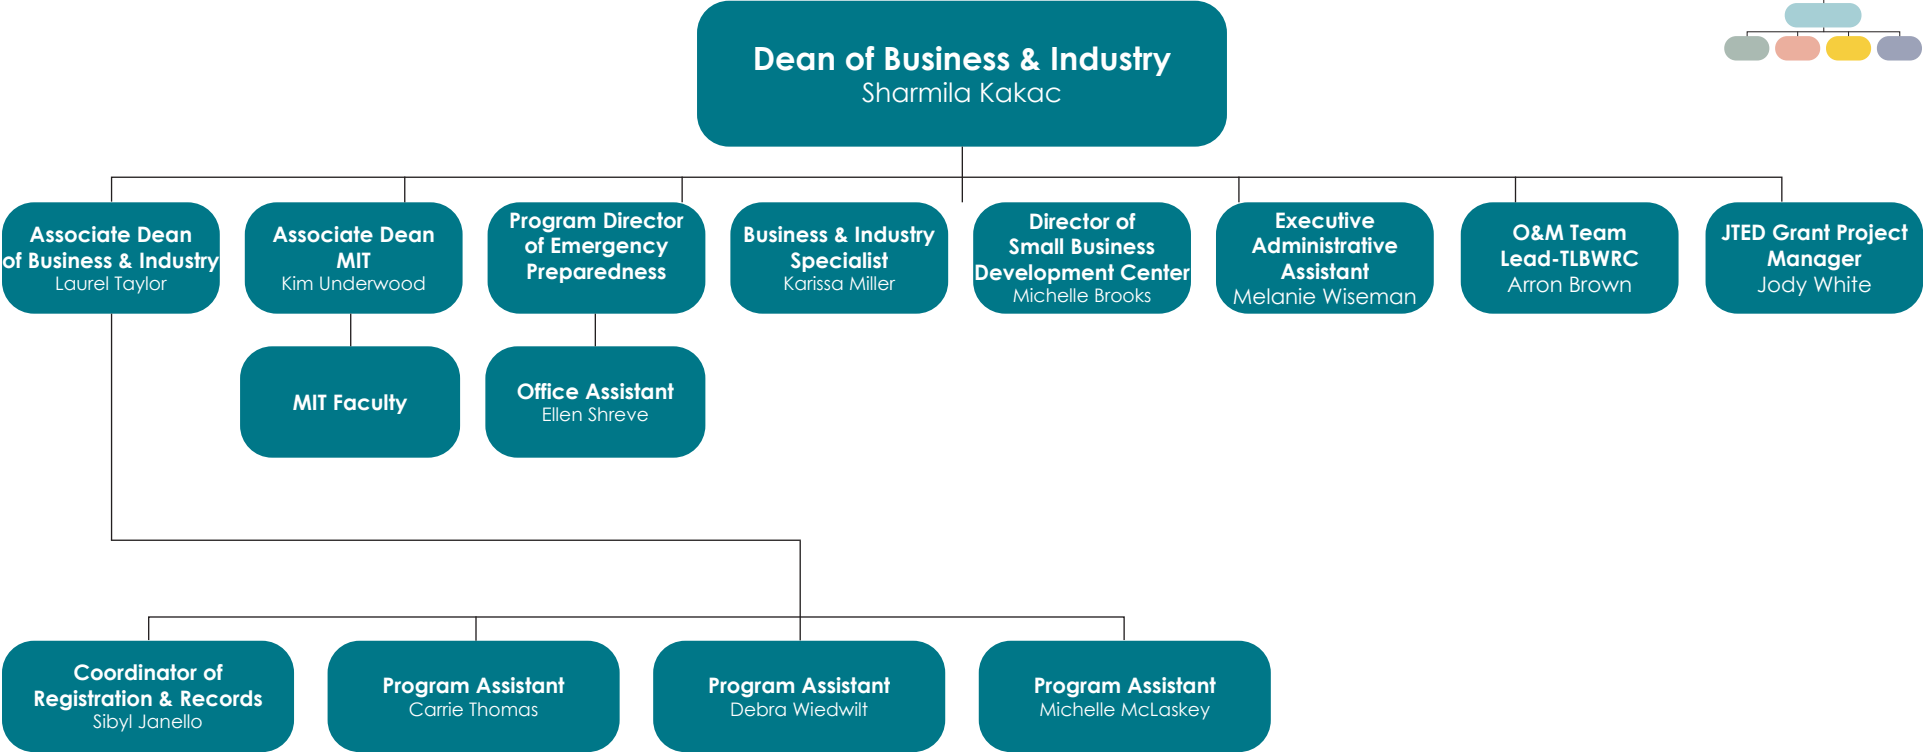 Dean of Business & Industry
Sharmila Kakac
Associate Dean
of Business & Industry
Laurel Taylor
Associate Dean
MIT
Kim Underwood
Program Director
of Emergency
Preparedness
Business & Industry
Specialist
Karissa Miller
Director of
Small Business
Development Center
Michelle Brooks
Executive
Administrative
Assistant
Melanie Wiseman
O&M Team
Lead-TLBWRC
Arron Brown
JTED Grant Project
Manager
Jody White
MIT Faculty
Office Assistant
Ellen Shreve
Coordinator of
Registration & Records
Sibyl Janello
Program Assistant
Carrie Thomas
Program Assistant
Debra Wiedwilt
Program Assistant
Michelle McLaskey